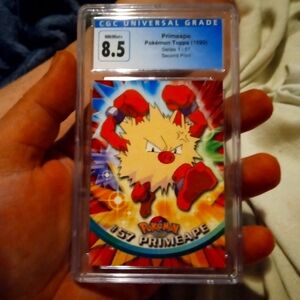 CGC UNIVERSAL GRADE
NM/Mint+
8.5
Primeape
Pokémon Topps (1999)
Series 1 / 57
Second Print
Pokémon
#57 PRIMEAPE